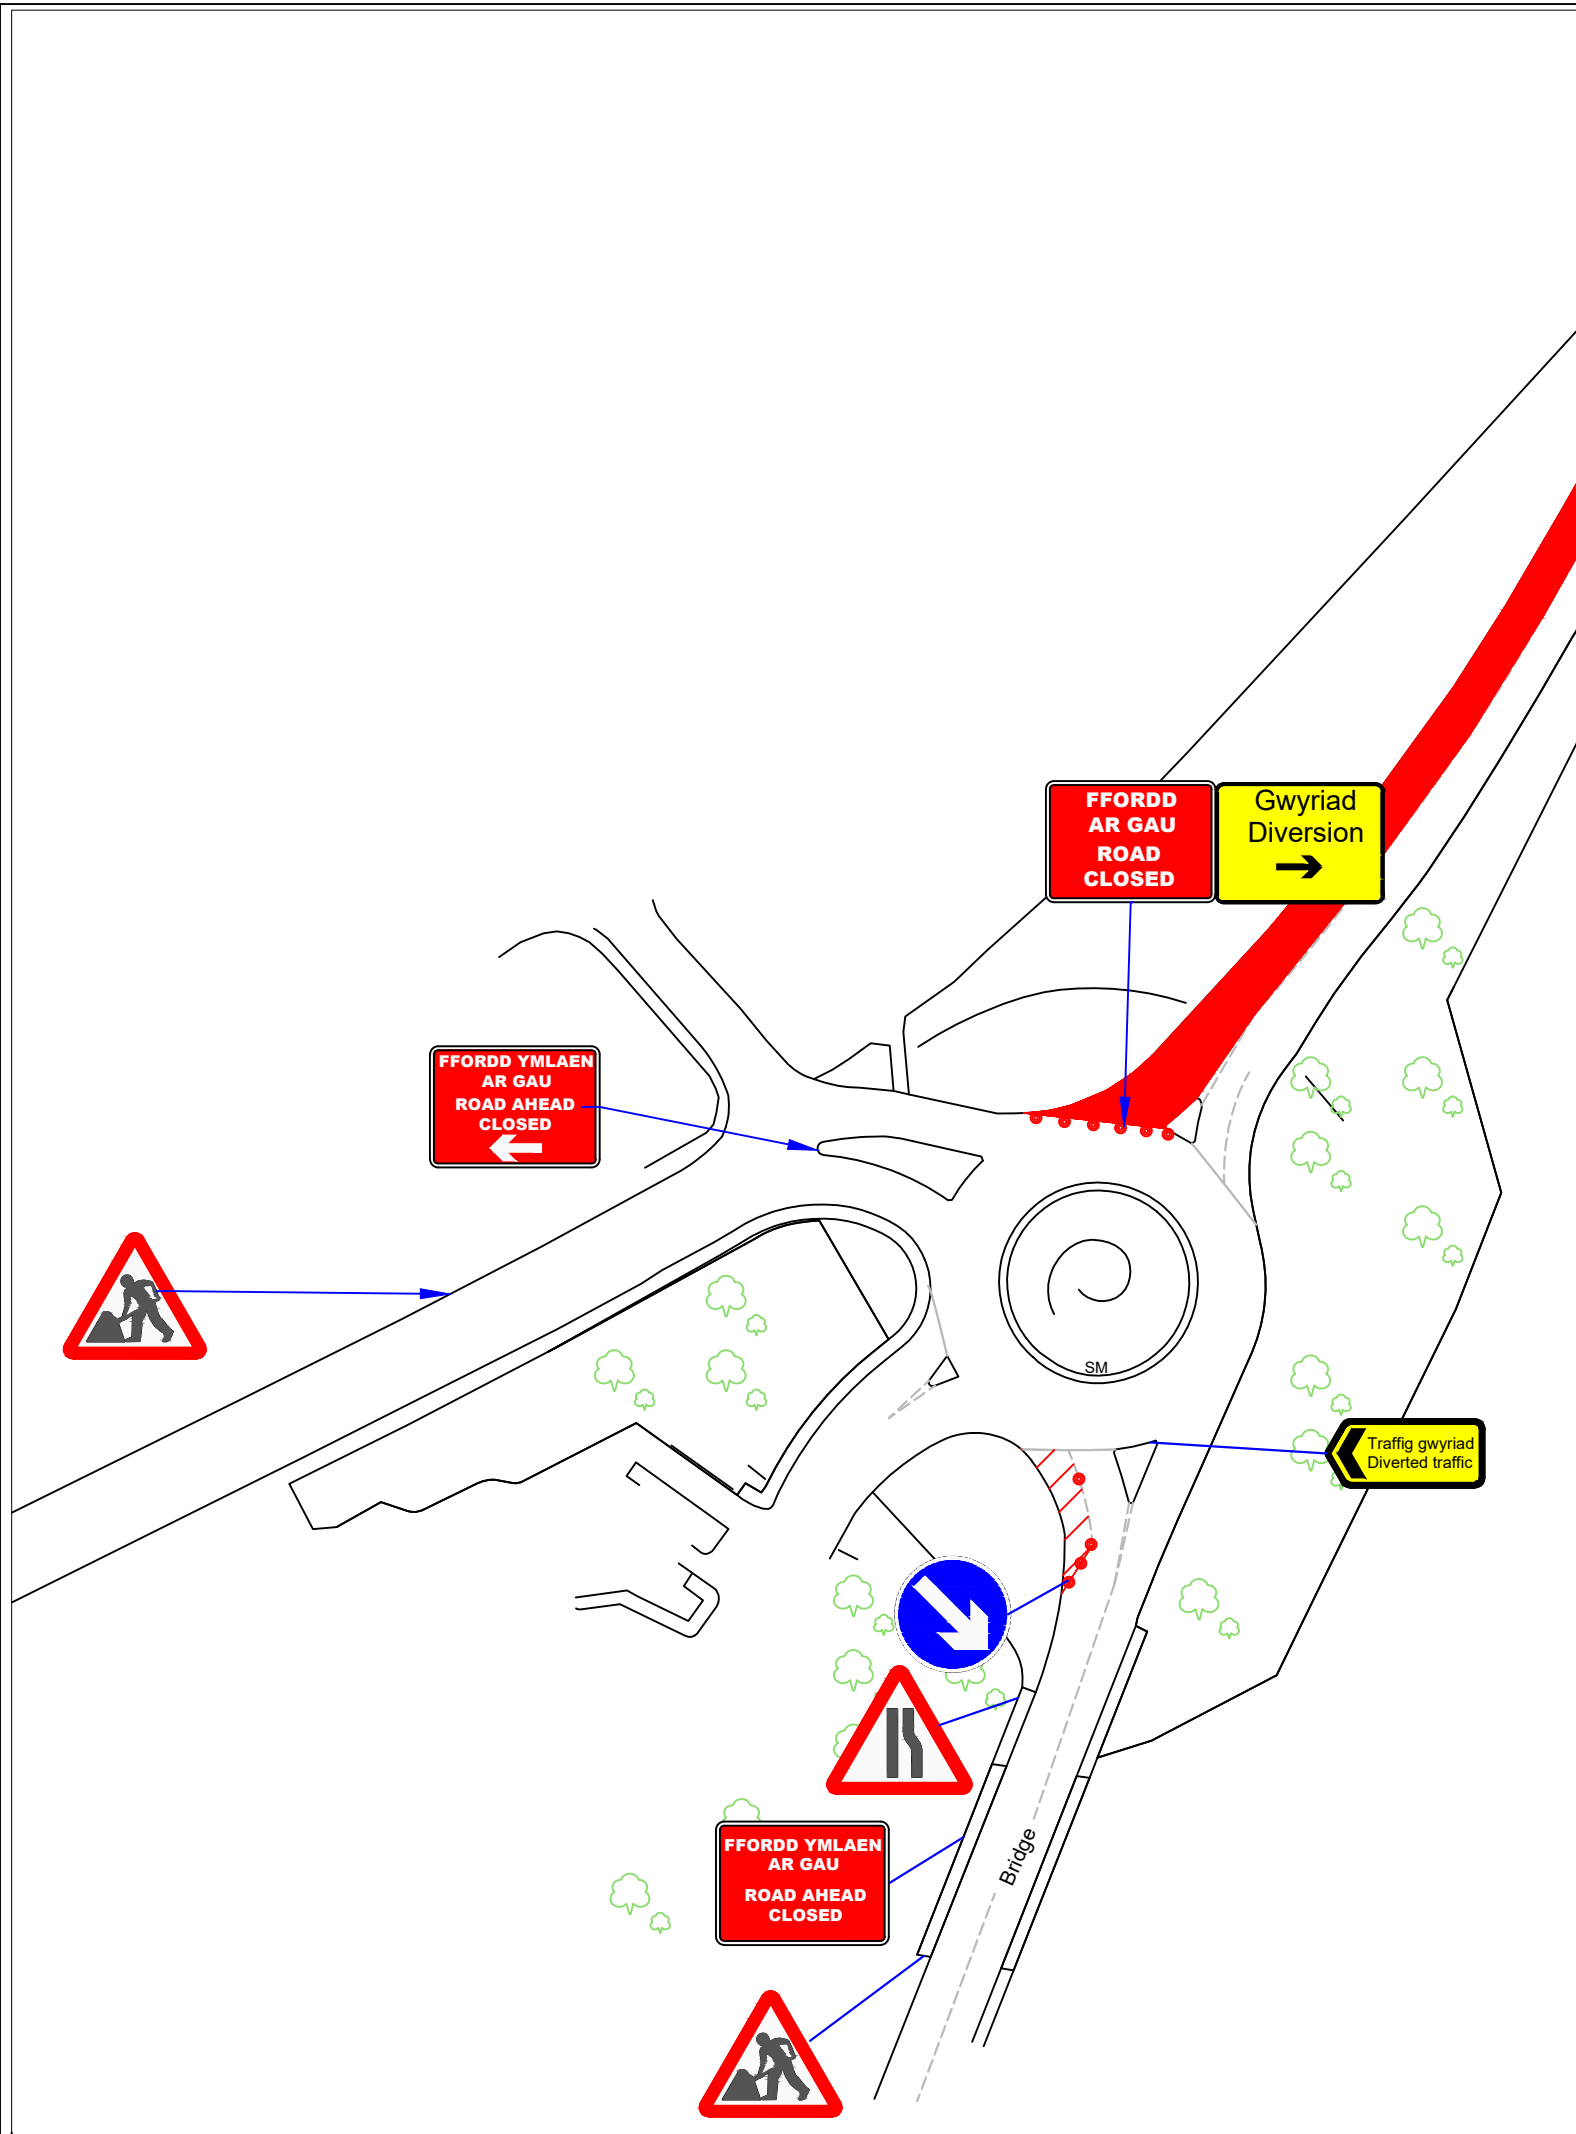 FFORDD
AR GAU
ROAD
CLOSED
Gwyriad
Diversion
FFORDD YMLAEN
AR GAU
ROAD AHEAD
CLOSED
SM
Traffig gwyriad
Diverted traffic
FFORDD YMLAEN
AR GAU
ROAD AHEAD
CLOSED
Bridge